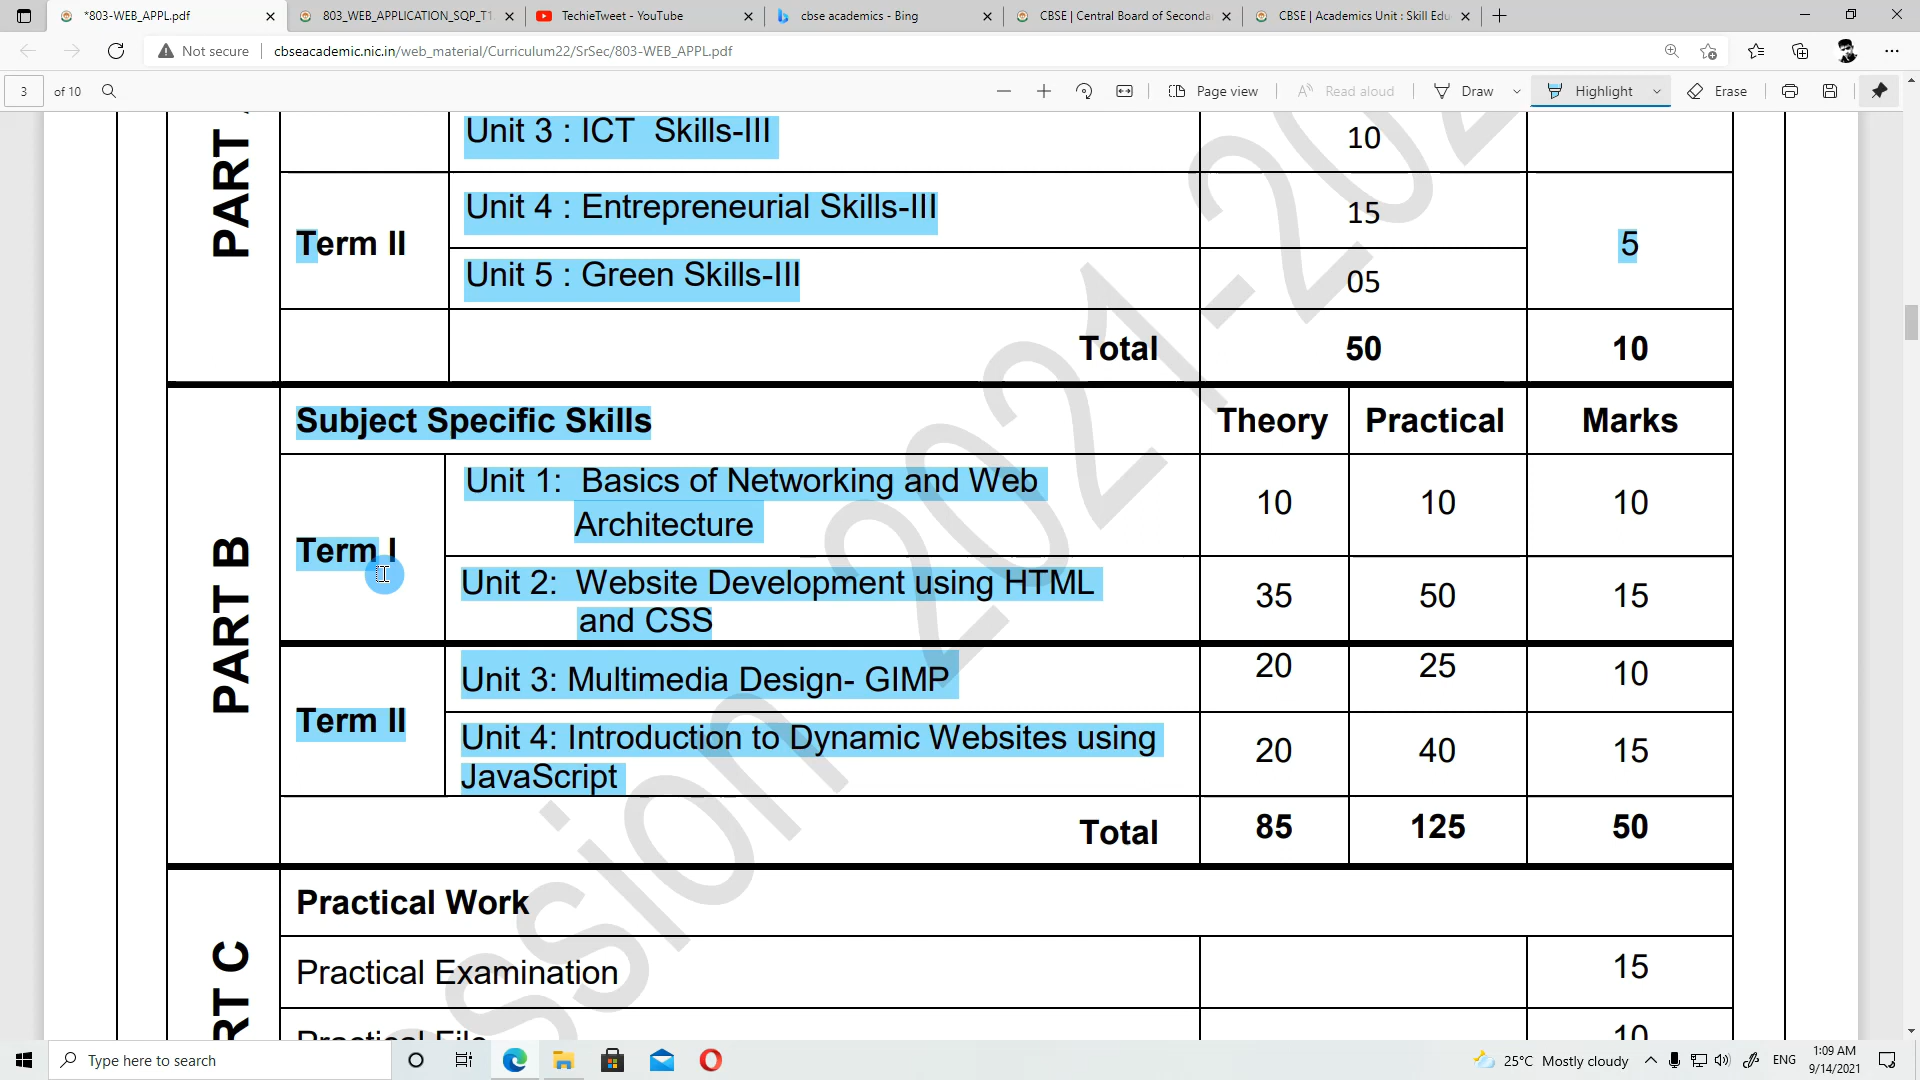 *803-WEB_APPL.pdf
803_WEB_APPLICATION_SQP_T1
TechieTweet - YouTube
cbse academics - Bing
CBSE | Central Board of Seconda
CBSE | Academics Unit : Skill Edu
Not secure
cbseacademic.nic.in/web_material/Curriculum22/SrSec/803-WEB_APPL.pdf
3 of 10
Page view
Read aloud
Draw
Highlight
Erase
PART A
Unit 3 : ICT Skills-III
10
Term II
Unit 4 : Entrepreneurial Skills-III
15
5
Unit 5 : Green Skills-III
05
Total
50
10
PART B
Subject Specific Skills
Theory
Practical
Marks
Term I
Unit 1: Basics of Networking and Web
Architecture
10
10
10
Unit 2: Website Development using HTML
and CSS
35
50
15
Term II
Unit 3: Multimedia Design- GIMP
20
25
10
Unit 4: Introduction to Dynamic Websites using
JavaScript
20
40
15
Total
85
125
50
RT C
Practical Work
Practical Examination
15
Practical File
10
ession 2021-202
Type here to search
25°C Mostly cloudy
ENG
1:09 AM
9/14/2021